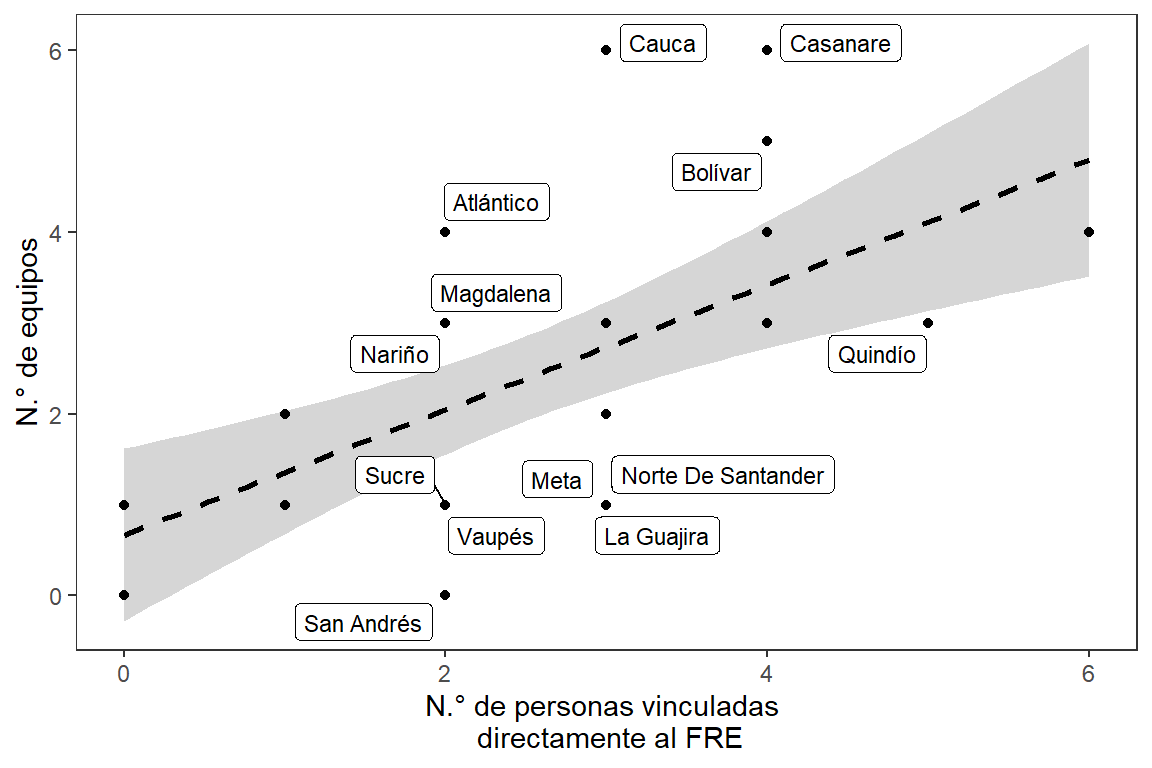 N.° de equipos
6
4
2
0
Cauca
Casanare
Bolívar
Atlántico
Magdalena
Nariño
Quindío
Sucre
Meta
Norte De Santander
Vaupés
La Guajira
San Andrés
0
2
4
6
N.° de personas vinculadas
directamente al FRE